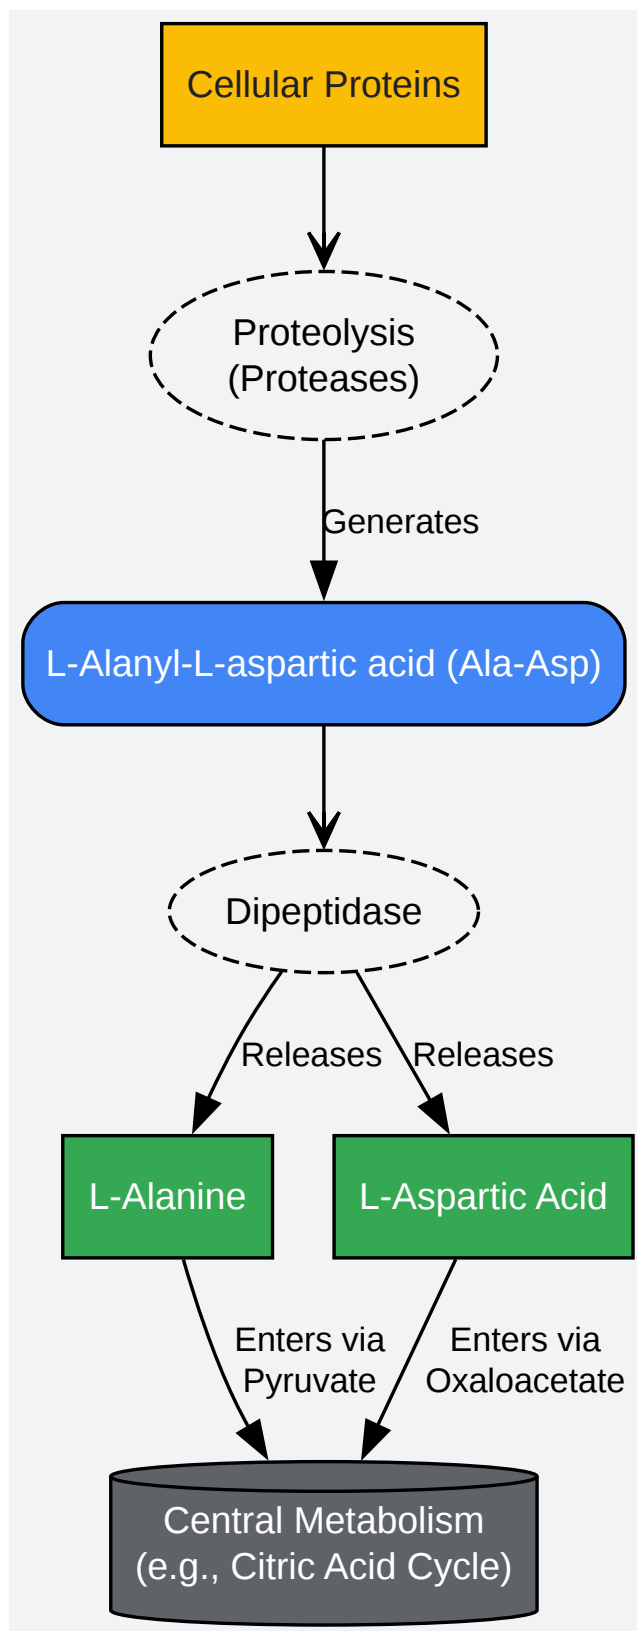 Cellular Proteins
Proteolysis
(Proteases)
Generates
L-Alanyl-L-aspartic acid (Ala-Asp)
Dipeptidase
Releases
Releases
L-Alanine
L-Aspartic Acid
Enters via
Pyruvate
Enters via
Oxaloacetate
Central Metabolism
(e.g., Citric Acid Cycle)